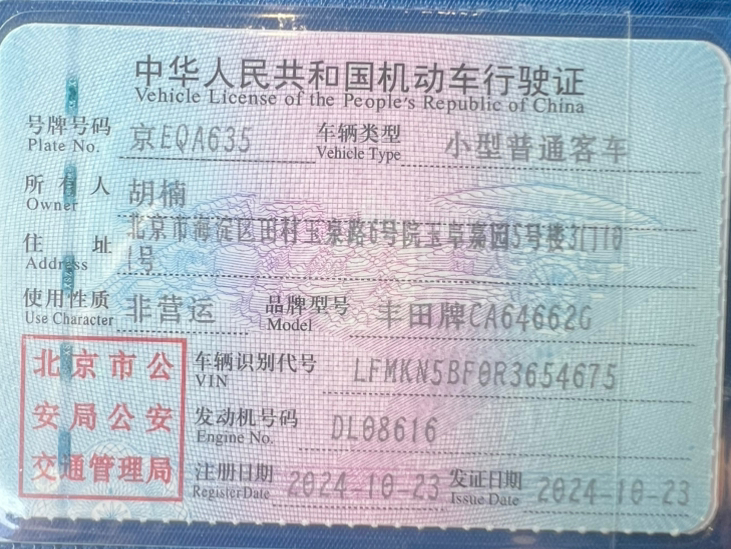 中华人民共和国机动车行驶证
Vehicle License of the People's Republic of China
号牌号码 京EQA635 车辆类型 小型普通客车
Plate No. Vehicle Type
所有人 胡楠
Owner
住址 北京市海淀区田村玉泉路6号院玉阜嘉园5号楼3门10
Address 1号
使用性质 非营运 品牌型号 丰田牌CA64662G
Use Character Model
北京市公 车辆识别代号 LFMKN5BF0R3654675
VIN
安局公安 发动机号码 DL08616
Engine No.
交通管理局 注册日期 2024-10-23 发证日期 2024-10-23
Register Date Issue Date